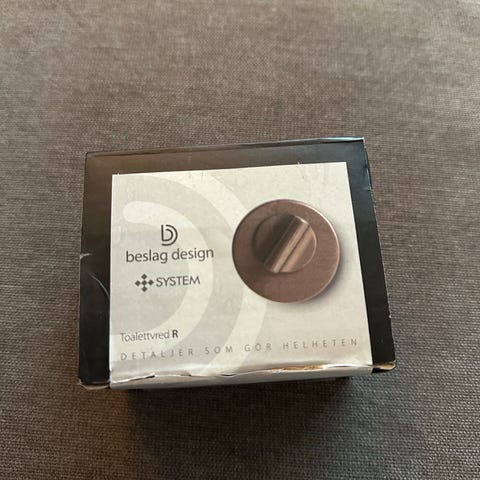 beslag design
SYSTEM
Toalettvred R
DETALJER SOM GÖR HELHETEN